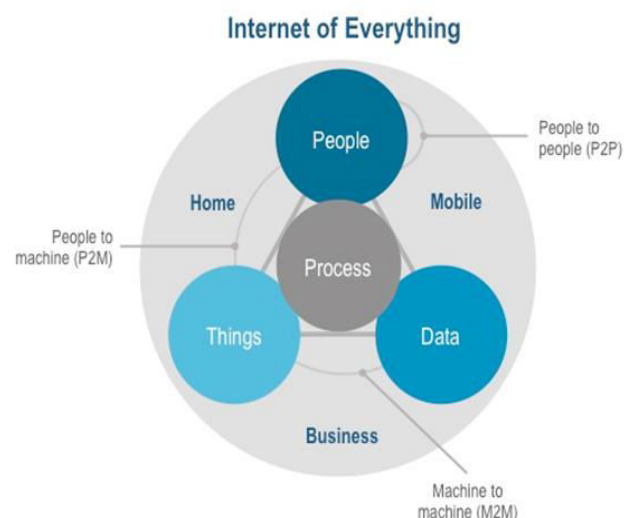 Internet of Everything
People
People to
people (P2P)
Home
Mobile
People to
machine (P2M)
Process
Things
Data
Business
Machine to
machine (M2M)